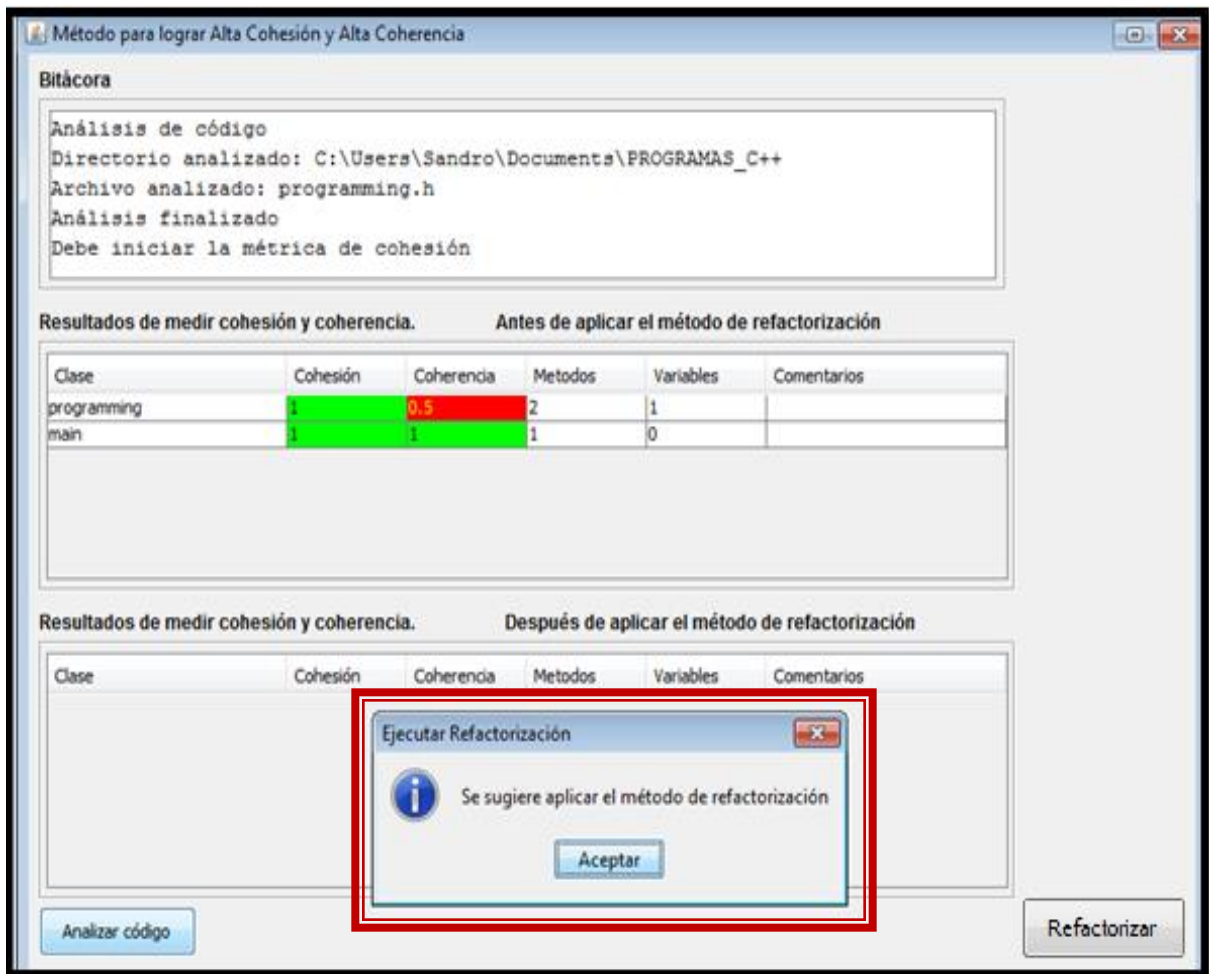 Método para lograr Alta Cohesión y Alta Coherencia
Bitácora
Análisis de código
Directorio analizado: C:\Users\Sandro\Documents\PROGRAMAS_C++
Archivo analizado: programming.h
Análisis finalizado
Debe iniciar la métrica de cohesión
Resultados de medir cohesión y coherencia. Antes de aplicar el método de refactorización
Clase Cohesión Coherencia Metodos Variables Comentarios
programming 1 0.5 2 1
main 1 1 1 0
Resultados de medir cohesión y coherencia. Después de aplicar el método de refactorización
Clase Cohesión Coherencia Metodos Variables Comentarios
Ejecutar Refactorización
Se sugiere aplicar el método de refactorización
Aceptar
Analizar código Refactorizar